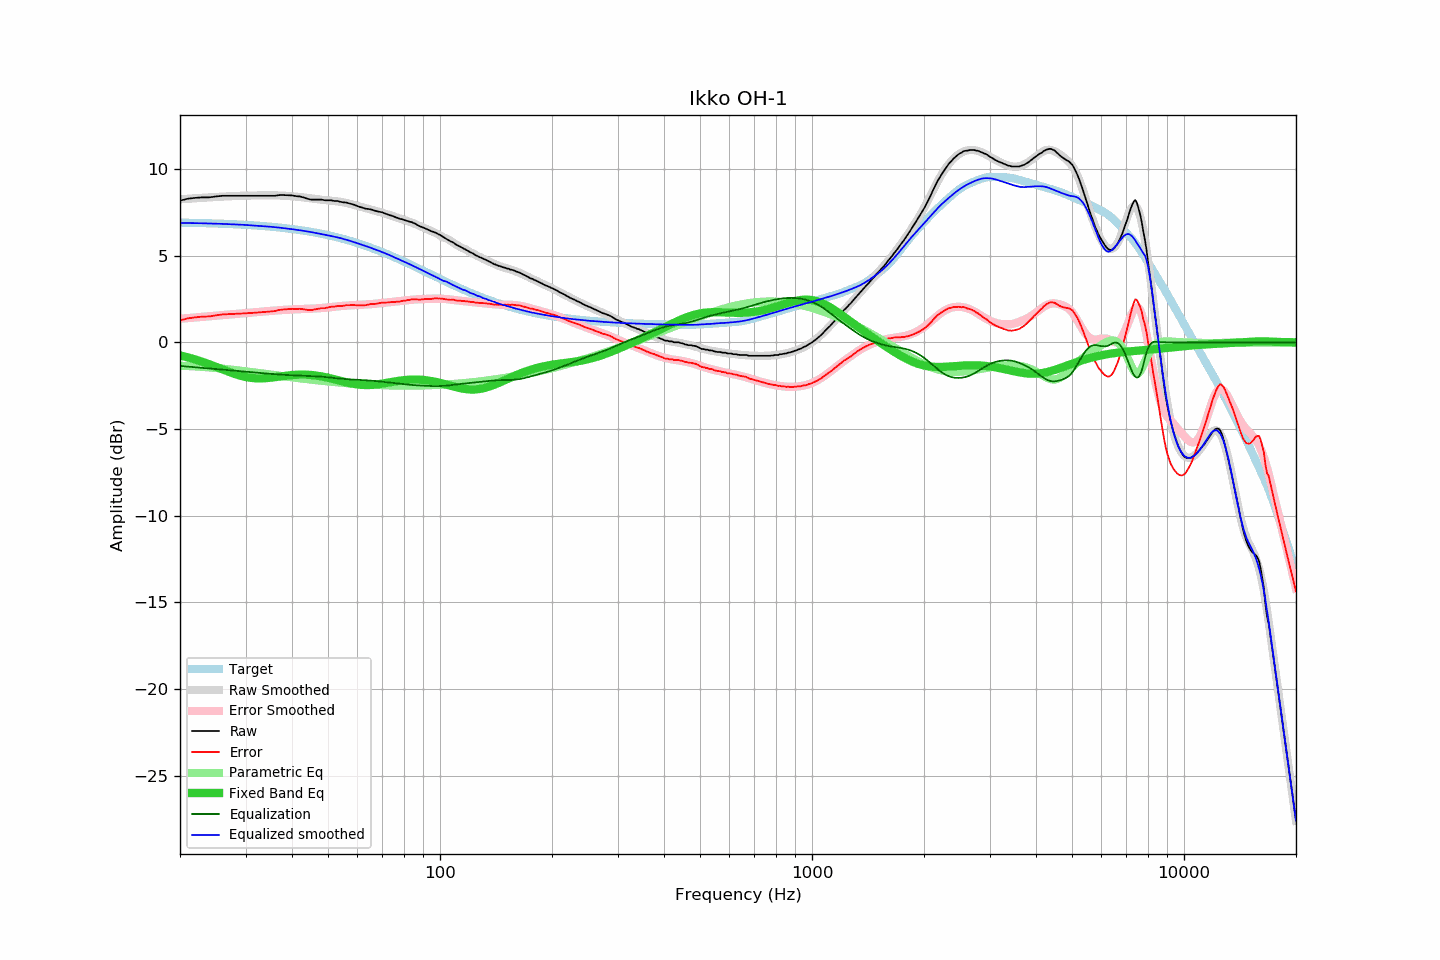 Ikko OH-1
10
5
0
−5
−10
−15
−20
−25
Amplitude (dBr)
Target
Raw Smoothed
Error Smoothed
Raw
Error
Parametric Eq
Fixed Band Eq
Equalization
Equalized smoothed
100
1000
10000
Frequency (Hz)